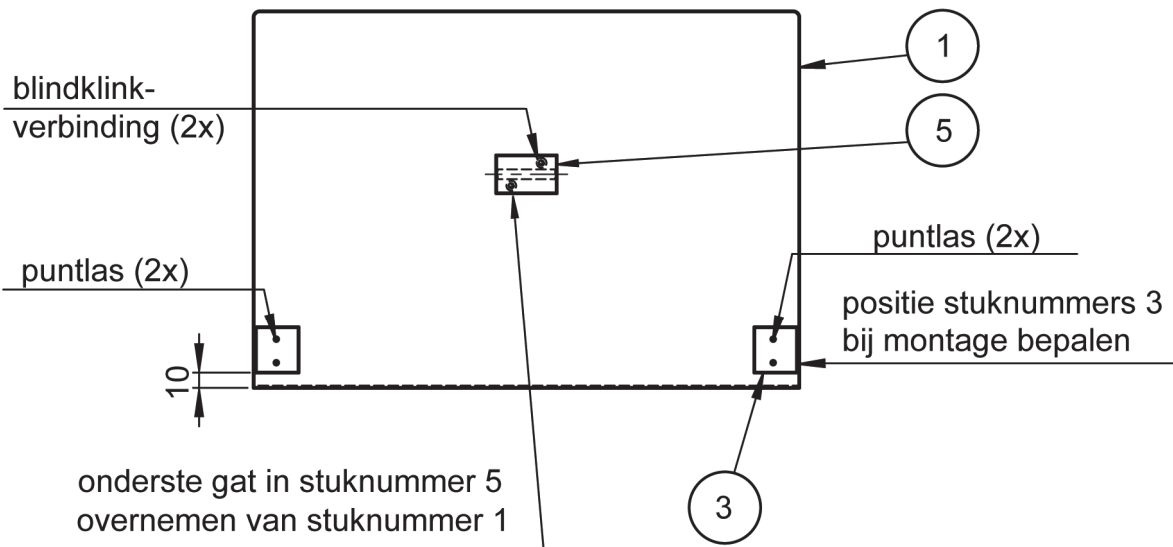 1
blindklink-
verbinding (2x)
5
puntlas (2x)
puntlas (2x)
positie stuknummers 3
bij montage bepalen
10
onderste gat in stuknummer 5
overnemen van stuknummer 1
3